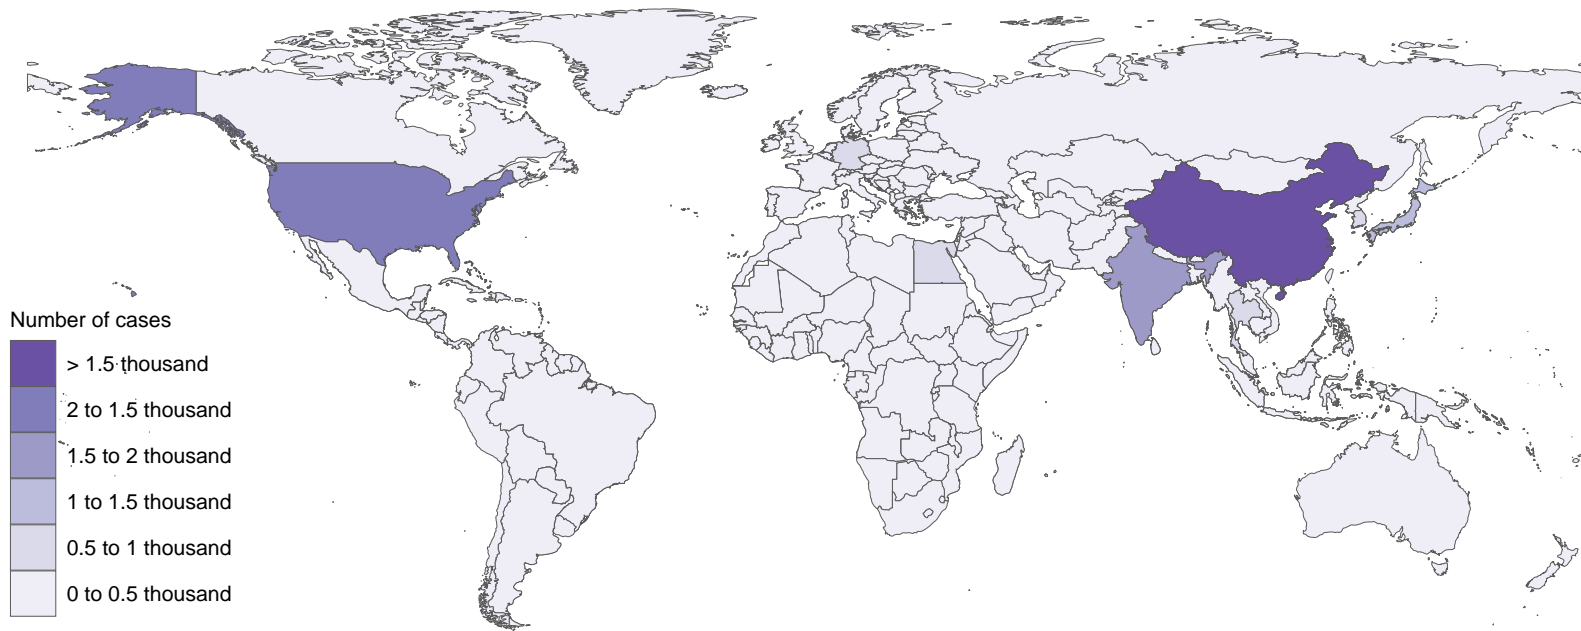 Number of cases
> 1.5 thousand
2 to 1.5 thousand
1.5 to 2 thousand
1 to 1.5 thousand
0.5 to 1 thousand
0 to 0.5 thousand